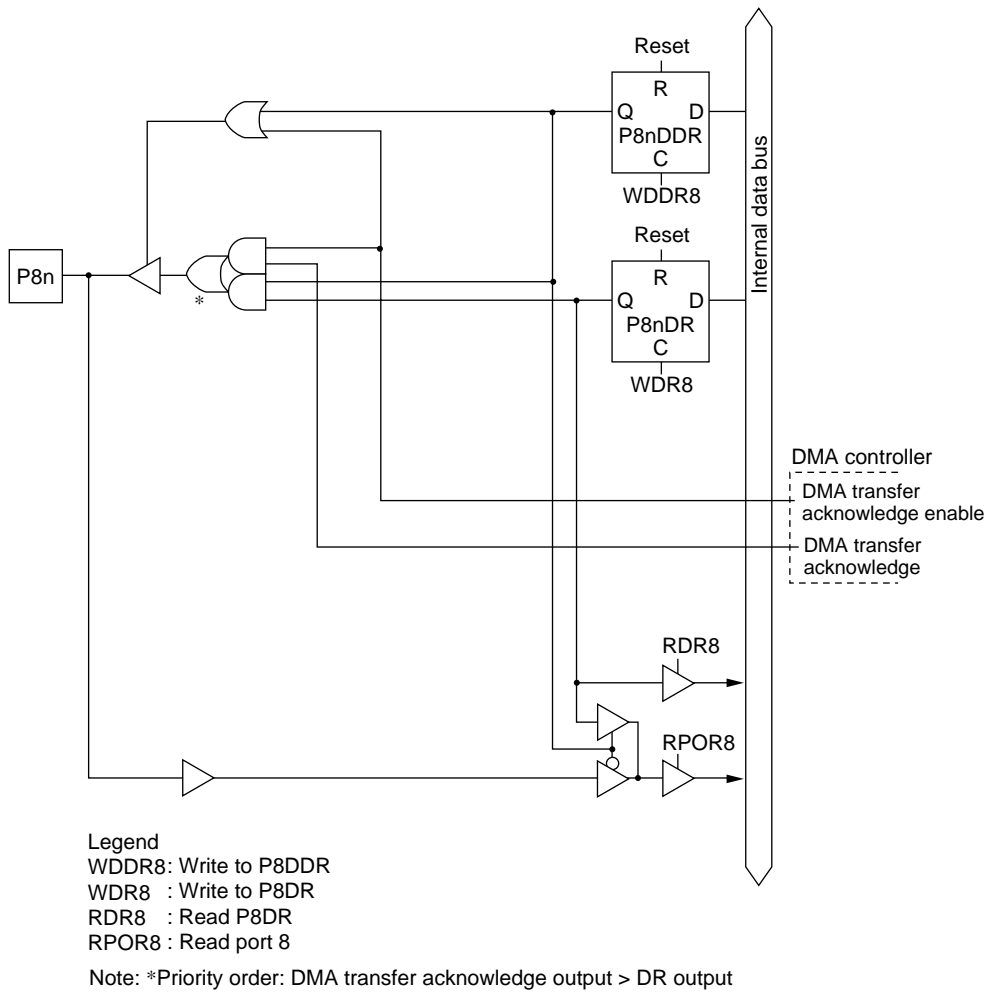 Reset
R
Q D
P8nDDR
C
WDDR8
Internal data bus
Reset
R
Q D
P8nDR
C
WDR8
P8n
*
DMA controller
DMA transfer
acknowledge enable
DMA transfer
acknowledge
RDR8
RPOR8
Legend
WDDR8: Write to P8DDR
WDR8 : Write to P8DR
RDR8 : Read P8DR
RPOR8 : Read port 8
Note: *Priority order: DMA transfer acknowledge output > DR output